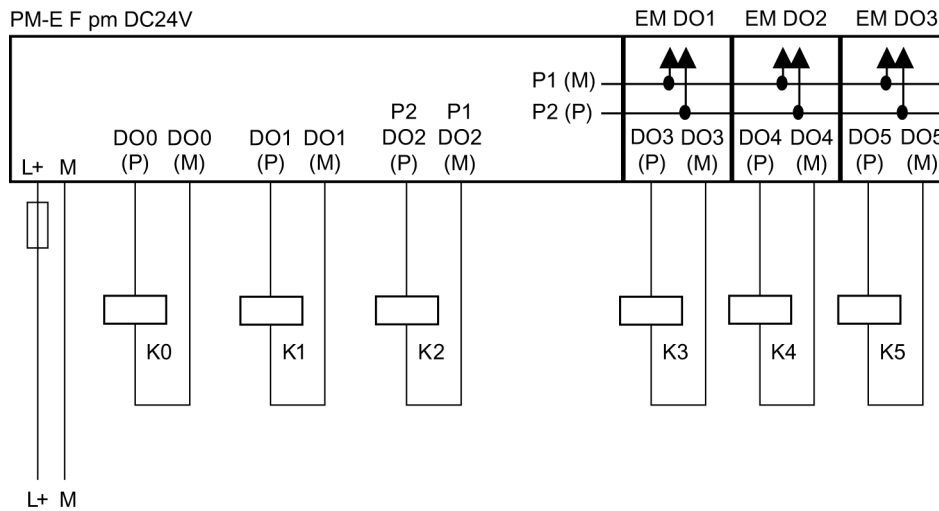 PM-E F pm DC24V
EM DO1 EM DO2 EM DO3
P1 (M)
P2 (P)
P2 P1
DO0 DO0 DO1 DO1 DO2 DO2 DO3 DO3 DO4 DO4 DO5 DO5
(P) (M) (P) (M) (P) (M) (P) (M) (P) (M) (P) (M)
L+ M
K0 K1 K2 K3 K4 K5
L+ M